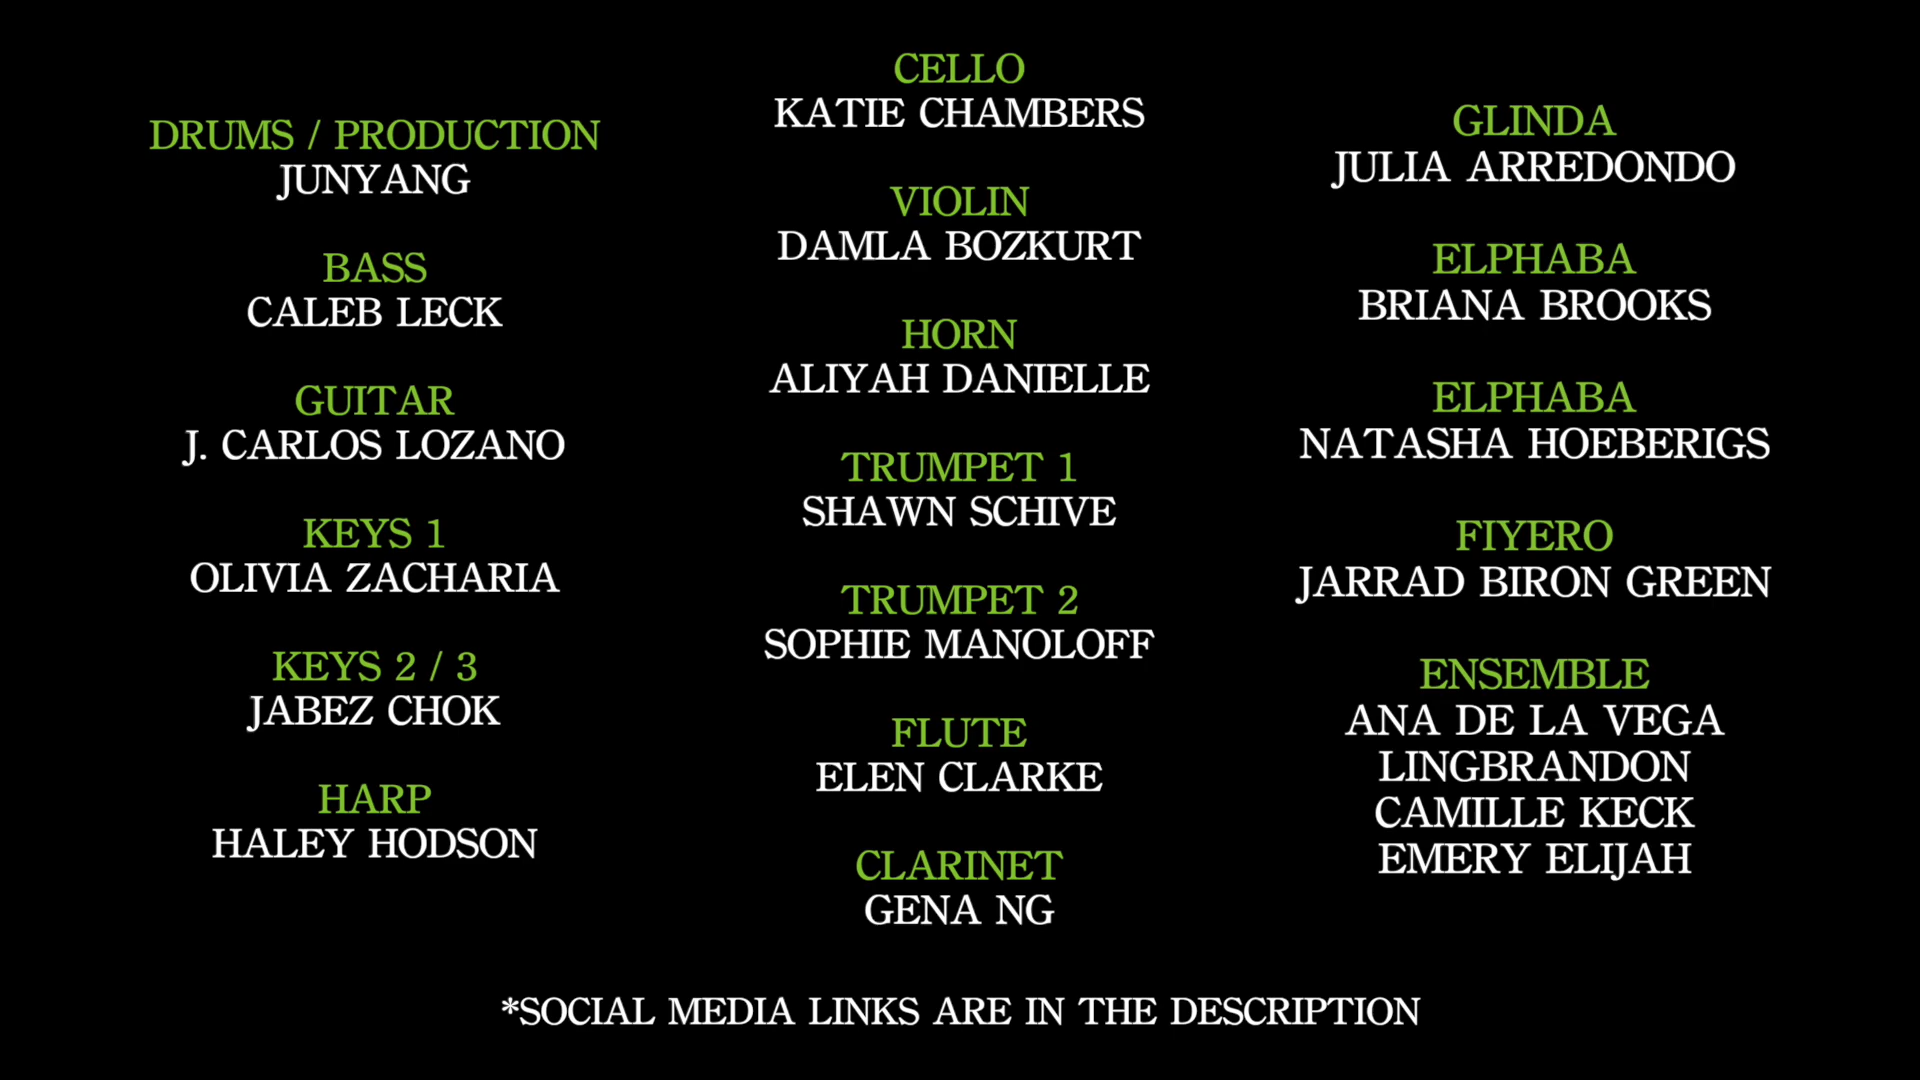 DRUMS / PRODUCTION
JUNYANG
BASS
CALEB LECK
GUITAR
J. CARLOS LOZANO
KEYS 1
OLIVIA ZACHARIA
KEYS 2 / 3
JABEZ CHOK
HARP
HALEY HODSON
CELLO
KATIE CHAMBERS
VIOLIN
DAMLA BOZKURT
HORN
ALIYAH DANIELLE
TRUMPET 1
SHAWN SCHIVE
TRUMPET 2
SOPHIE MANOLOFF
FLUTE
ELEN CLARKE
CLARINET
GENA NG
GLINDA
JULIA ARREDONDO
ELPHABA
BRIANA BROOKS
ELPHABA
NATASHA HOEBERIGS
FIYERO
JARRAD BIRON GREEN
ENSEMBLE
ANA DE LA VEGA
LINGBRANDON
CAMILLE KECK
EMERY ELIJAH
*SOCIAL MEDIA LINKS ARE IN THE DESCRIPTION